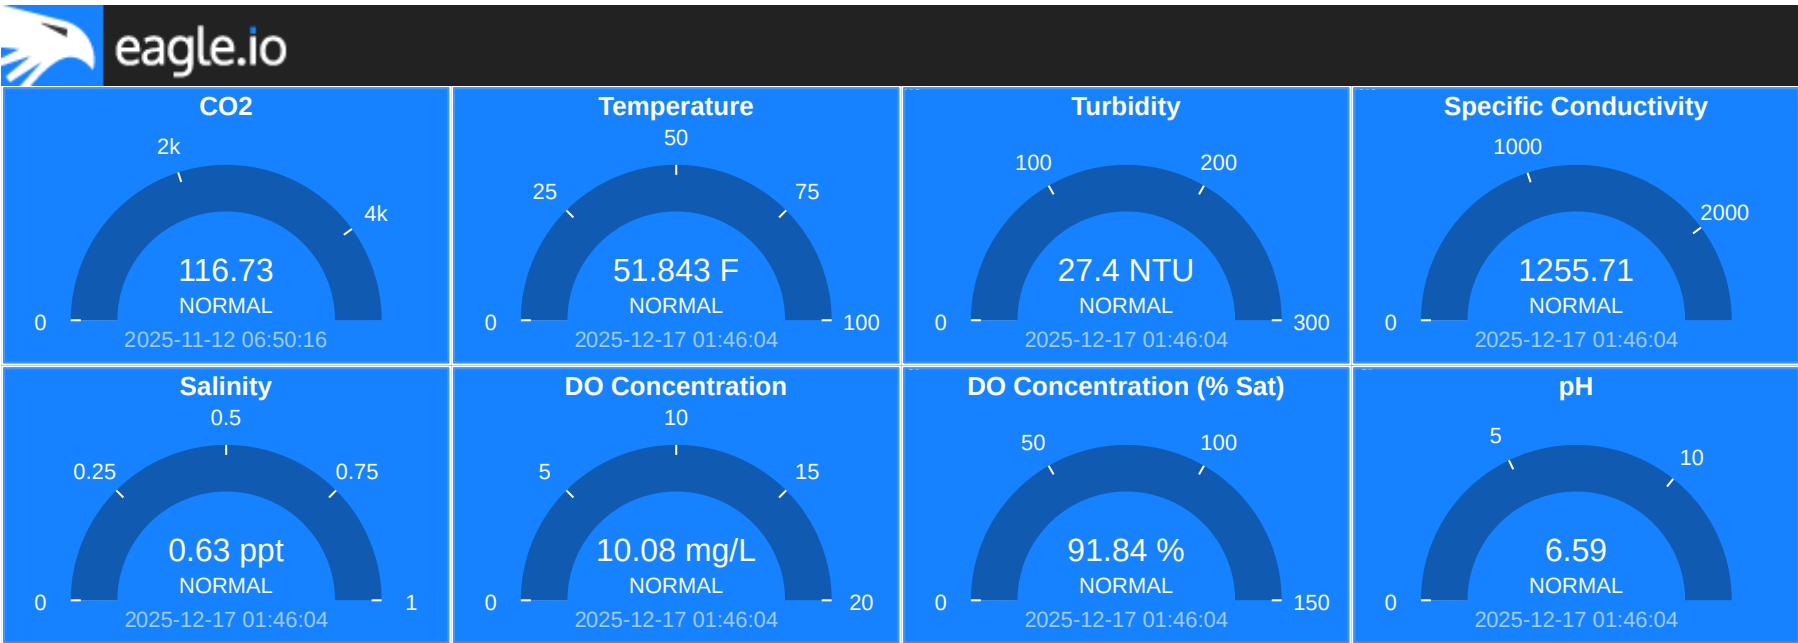 eagle.io
CO2
2k
4k
0
116.73
NORMAL
2025-11-12 06:50:16
Temperature
50
25
75
0
100
51.843 F
NORMAL
2025-12-17 01:46:04
Turbidity
100
200
0
300
27.4 NTU
NORMAL
2025-12-17 01:46:04
Specific Conductivity
1000
2000
0
1255.71
NORMAL
2025-12-17 01:46:04
Salinity
0.5
0.25
0.75
0
1
0.63 ppt
NORMAL
2025-12-17 01:46:04
DO Concentration
10
5
15
0
20
10.08 mg/L
NORMAL
2025-12-17 01:46:04
DO Concentration (% Sat)
50
100
0
150
91.84 %
NORMAL
2025-12-17 01:46:04
pH
5
10
0
6.59
NORMAL
2025-12-17 01:46:04